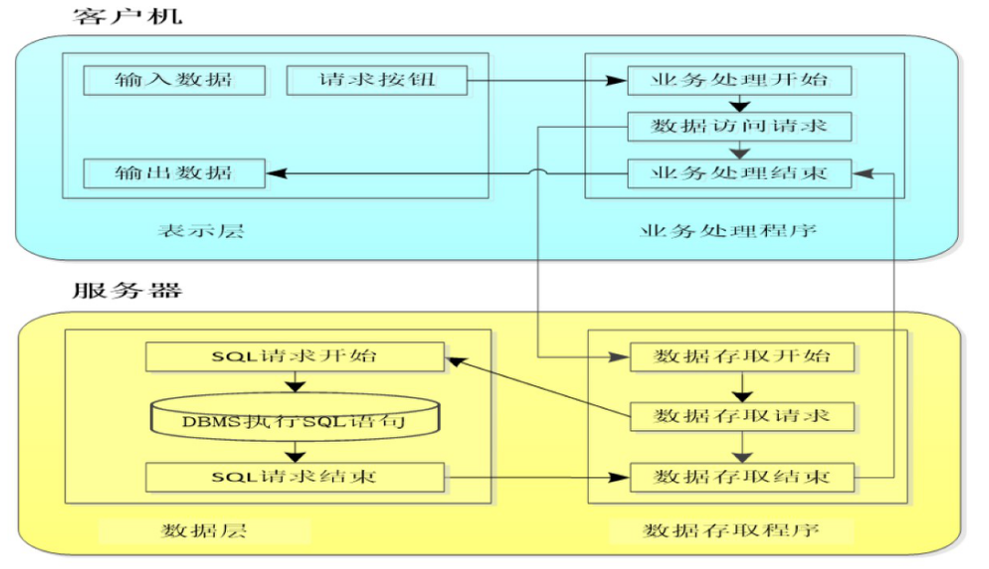 客户机
输入数据
请求按钮
业务处理开始
数据访问请求
输出数据
业务处理结束
表示层
业务处理程序
服务器
SQL请求开始
数据存取开始
DBMS执行SQL语句
数据存取请求
SQL请求结束
数据存取结束
数据层
数据存取程序